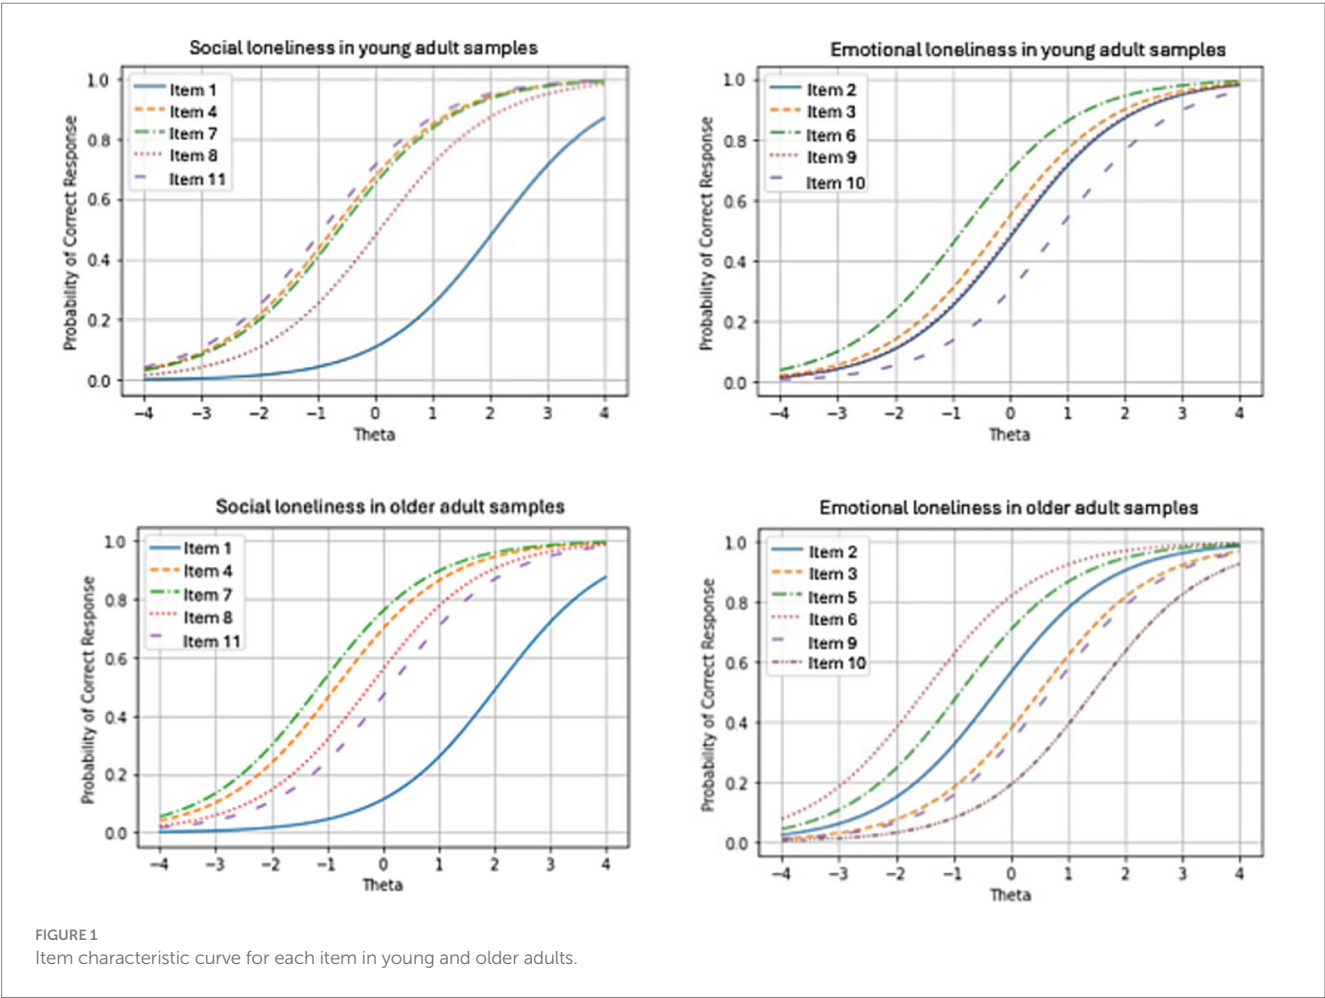 Social loneliness in young adult samples
Probability of Correct Response
1.0
0.8
0.6
0.4
0.2
0.0
Item 1
Item 4
Item 7
Item 8
Item 11
−4 −3 −2 −1 0 1 2 3 4
Theta
Emotional loneliness in young adult samples
Probability of Correct Response
1.0
0.8
0.6
0.4
0.2
0.0
Item 2
Item 3
Item 6
Item 9
Item 10
−4 −3 −2 −1 0 1 2 3 4
Theta
Social loneliness in older adult samples
Probability of Correct Response
1.0
0.8
0.6
0.4
0.2
0.0
Item 1
Item 4
Item 7
Item 8
Item 11
−4 −3 −2 −1 0 1 2 3 4
Theta
Emotional loneliness in older adult samples
Probability of Correct Response
1.0
0.8
0.6
0.4
0.2
0.0
Item 2
Item 3
Item 5
Item 6
Item 9
Item 10
−4 −3 −2 −1 0 1 2 3 4
Theta
FIGURE 1
Item characteristic curve for each item in young and older adults.